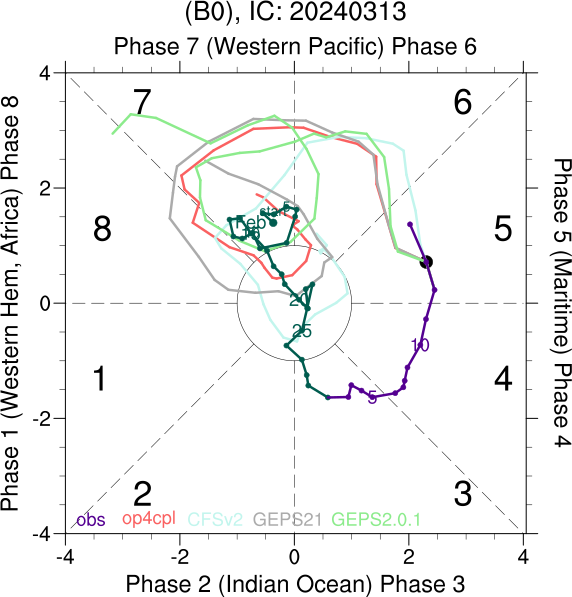 (B0), IC: 20240313
Phase 7 (Western Pacific) Phase 6
4
7
6
2
8
5
Feb
start
5
0
20
25
10
1
4
5
-2
2
3
obs op4cpl CFSv2 GEPS21 GEPS2.0.1
-4
-4 -2 0 2 4
Phase 2 (Indian Ocean) Phase 3
Phase 1 (Western Hem, Africa) Phase 8
Phase 5 (Maritime) Phase 4